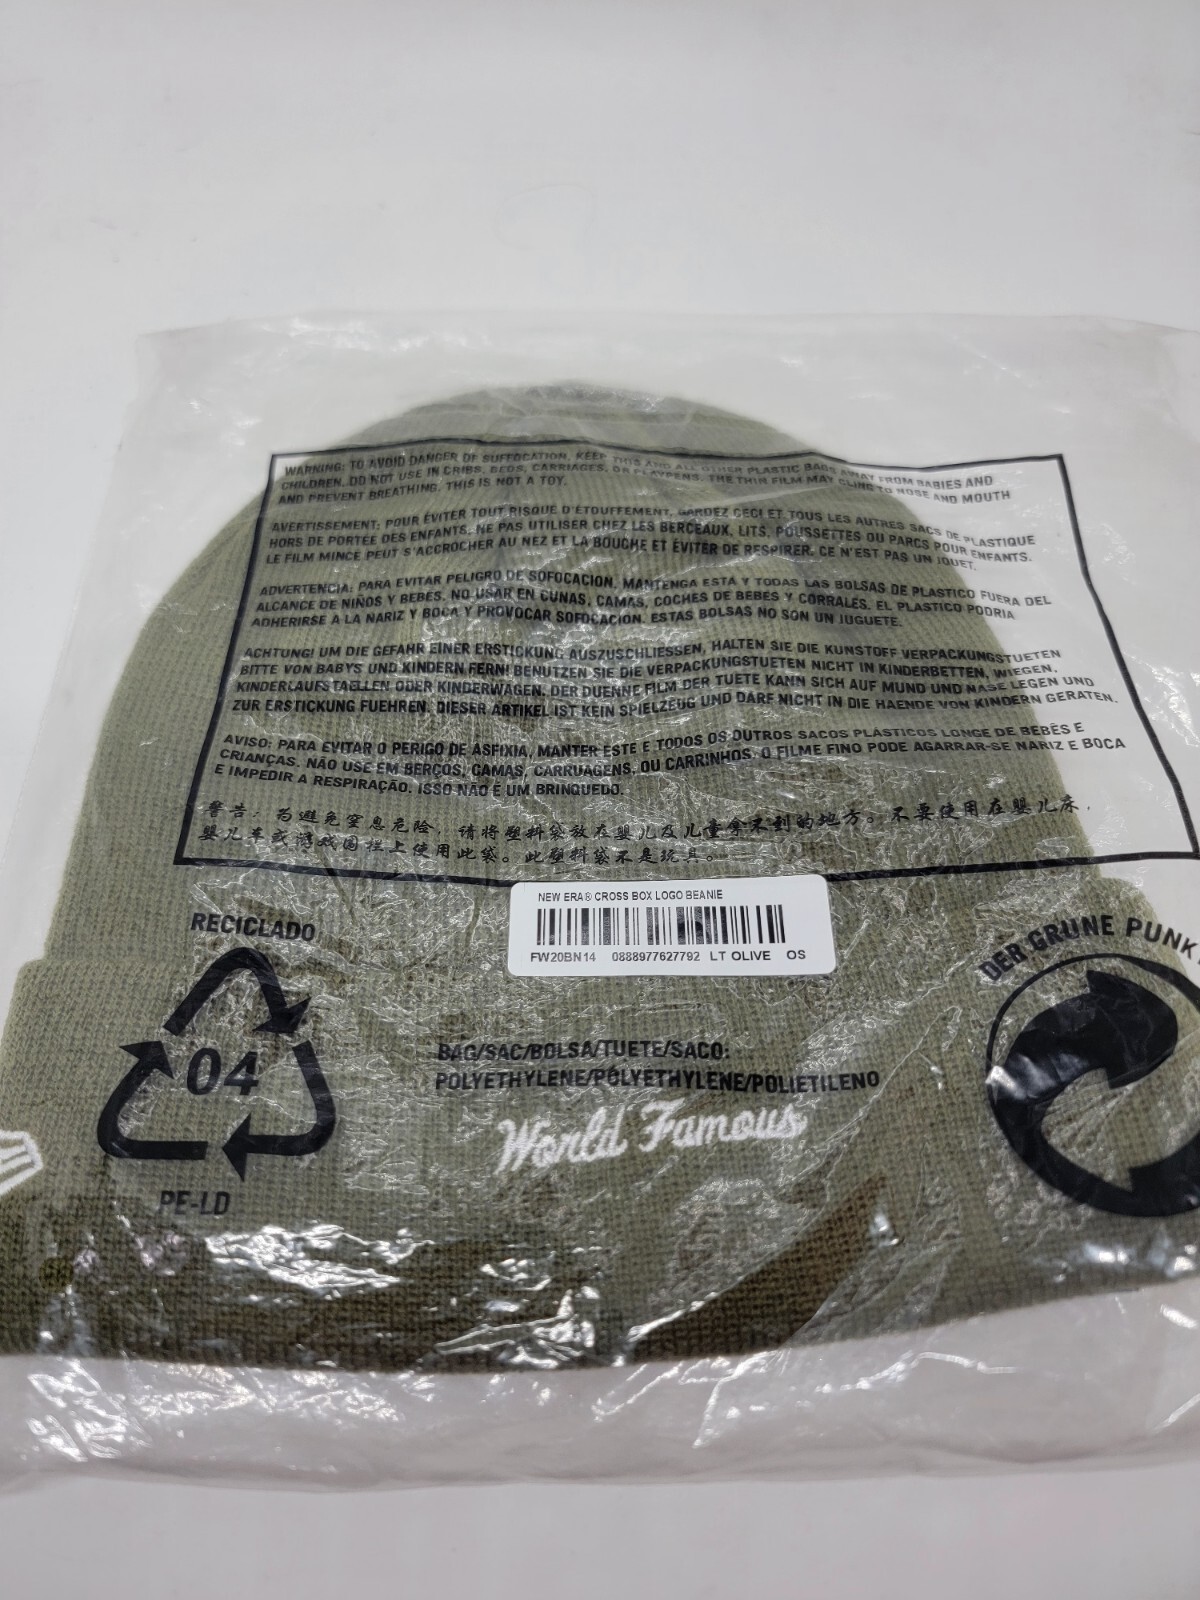 WARNING: TO AVOID DANGER OF SUFFOCATION, KEEP THIS AND ALL OTHER PLASTIC BAGS AWAY FROM BABIES AND
CHILDREN. DO NOT USE IN CRIBS, BEDS, CARRIAGES, OR PLAYPENS. THE THIN FILM MAY CLING TO NOSE AND MOUTH
AND PREVENT BREATHING. THIS IS NOT A TOY.
AVERTISSEMENT: POUR ÉVITER TOUT RISQUE D'ÉTOUFFEMENT, GARDEZ CECI ET TOUS LES AUTRES SACS DE PLASTIQUE
HORS DE PORTÉE DES ENFANTS. NE PAS UTILISER CHEZ LES BERCEAUX, LITS, POUSSETTES OU PARCS POUR ENFANTS.
LE FILM MINCE PEUT S'ACCROCHER AU NEZ ET LA BOUCHE ET ÉVITER DE RESPIRER. CE N'EST PAS UN JOUET.
ADVERTENCIA: PARA EVITAR PELIGRO DE SOFOCACION, MANTENGA ESTA Y TODAS LAS BOLSAS DE PLASTICO FUERA DEL
ALCANCE DE NIÑOS Y BEBES. NO USAR EN CUNAS, CAMAS, COCHES DE BEBES Y CORRALES. EL PLASTICO PODRIA
ADHERIRSE A LA NARIZ Y BOCA Y PROVOCAR SOFOCACION. ESTAS BOLSAS NO SON UN JUGUETE.
ACHTUNG! UM DIE GEFAHR EINER ERSTICKUNG AUSZUSCHLIESSEN, HALTEN SIE DIE KUNSTOFF VERPACKUNGSTUETEN
BITTE VON BABYS UND KINDERN FERN! BENUTZEN SIE DIE VERPACKUNGSTUETEN NICHT IN KINDERBETTEN, WIEGEN,
KINDERLAUFSTAELLEN ODER KINDERWAGEN. DER DUENNE FILM DER TUETE KANN SICH AUF MUND UND NASE LEGEN UND
ZUR ERSTICKUNG FUEHREN. DIESER ARTIKEL IST KEIN SPIELZEUG UND DARF NICHT IN DIE HAENDE VON KINDERN GERATEN.
AVISO: PARA EVITAR O PERIGO DE ASFIXIA, MANTER ESTE E TODOS OS OUTROS SACOS PLÁSTICOS LONGE DE BEBÊS E
CRIANÇAS. NÃO USE EM BERÇOS, CAMAS, CARRUAGENS, OU CARRINHOS. O FILME FINO PODE AGARRAR-SE NARIZ E BOCA
E IMPEDIR A RESPIRAÇÃO. ISSO NÃO É UM BRINQUEDO.
警告：为避免窒息危险，请将塑料袋放在婴儿及儿童拿不到的地方。不要使用在婴儿床，
婴儿车或游戏围栏上使用此袋。此塑料袋不是玩具。
NEW ERA® CROSS BOX LOGO BEANIE
FW20BN14 0888977627792 LT OLIVE OS
RECICLADO
04
PE-LD
BAG/SAC/BOLSA/TUETE/SACO:
POLYETHYLENE/PÓLYETHYLÈNE/POLIETILENO
World Famous
DER GRÜNE PUNKT